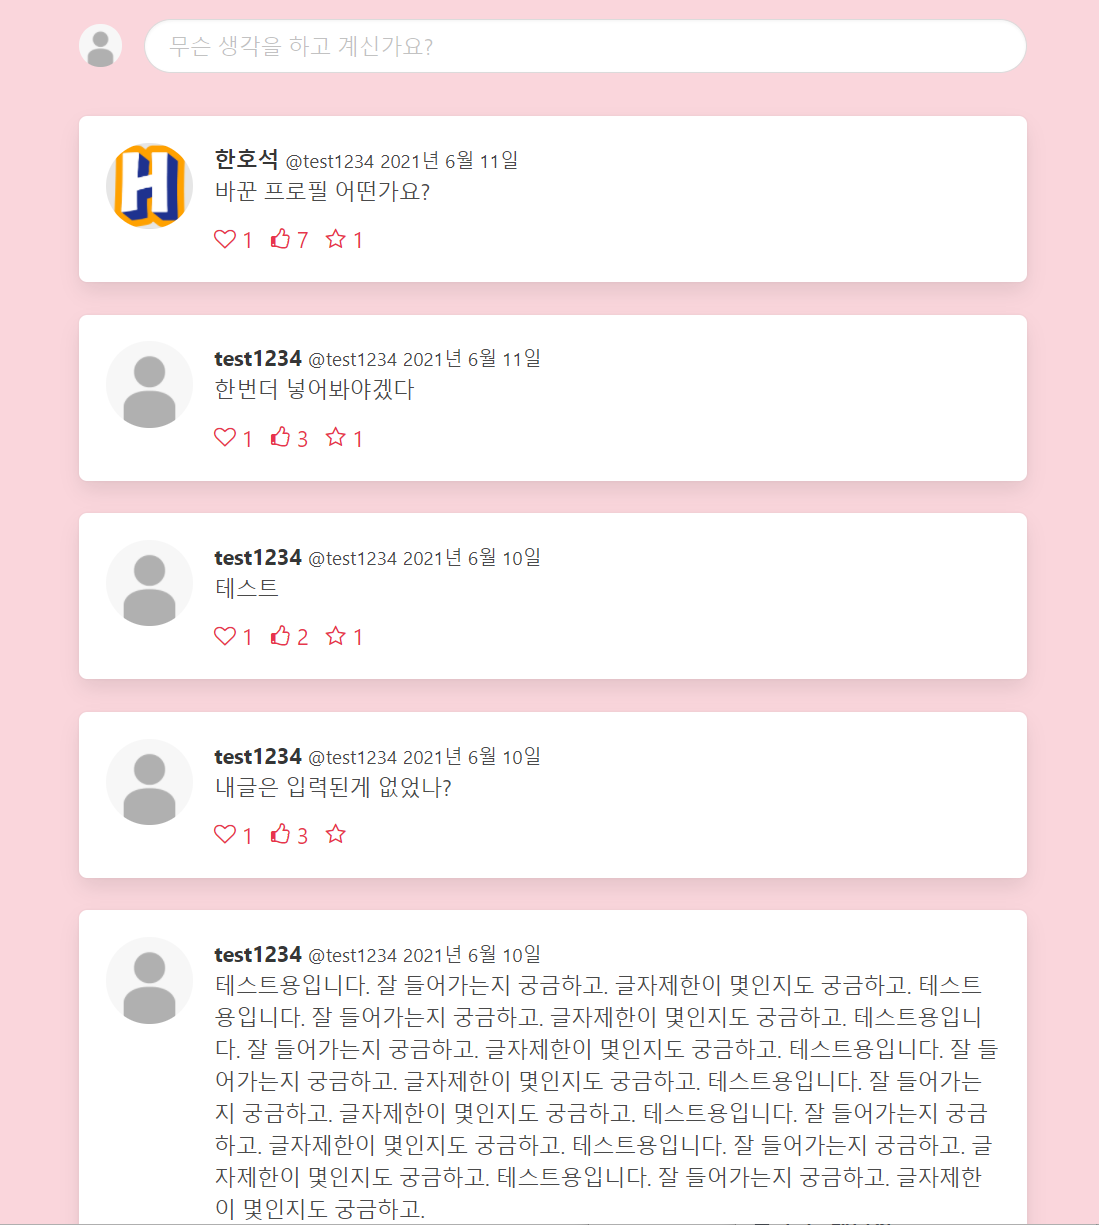 무슨 생각을 하고 계신가요?
H
한호석 @test1234 2021년 6월 11일
바꾼 프로필 어떤가요?
1 7 1
test1234 @test1234 2021년 6월 11일
한번더 넣어봐야겠다
1 3 1
test1234 @test1234 2021년 6월 10일
테스트
1 2 1
test1234 @test1234 2021년 6월 10일
내글은 입력된게 없었나?
1 3
test1234 @test1234 2021년 6월 10일
테스트용입니다. 잘 들어가는지 궁금하고. 글자제한이 몇인지도 궁금하고. 테스트
용입니다. 잘 들어가는지 궁금하고. 글자제한이 몇인지도 궁금하고. 테스트용입니
다. 잘 들어가는지 궁금하고. 글자제한이 몇인지도 궁금하고. 테스트용입니다. 잘 들
어가는지 궁금하고. 글자제한이 몇인지도 궁금하고. 테스트용입니다. 잘 들어가는
지 궁금하고. 글자제한이 몇인지도 궁금하고. 테스트용입니다. 잘 들어가는지 궁금
하고. 글자제한이 몇인지도 궁금하고. 테스트용입니다. 잘 들어가는지 궁금하고. 글
자제한이 몇인지도 궁금하고. 테스트용입니다. 잘 들어가는지 궁금하고. 글자제한
이 몇인지도 궁금하고.